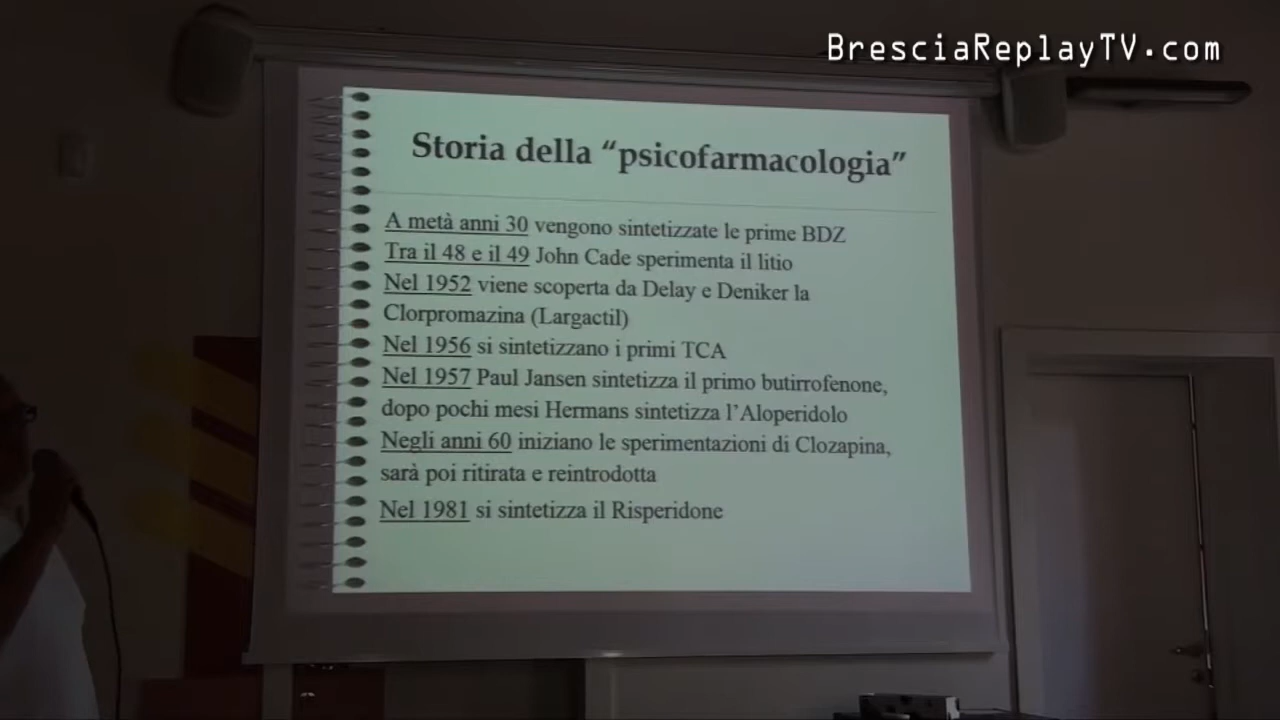 BresciaReplayTV.com
Storia della “psicofarmacologia”
A metà anni 30 vengono sintetizzate le prime BDZ
Tra il 48 e il 49 John Cade sperimenta il litio
Nel 1952 viene scoperta da Delay e Deniker la
Clorpromazina (Largactil)
Nel 1956 si sintetizzano i primi TCA
Nel 1957 Paul Jansen sintetizza il primo butirrofenone,
dopo pochi mesi Hermans sintetizza l’Aloperidolo
Negli anni 60 iniziano le sperimentazioni di Clozapina,
sarà poi ritirata e reintrodotta
Nel 1981 si sintetizza il Risperidone